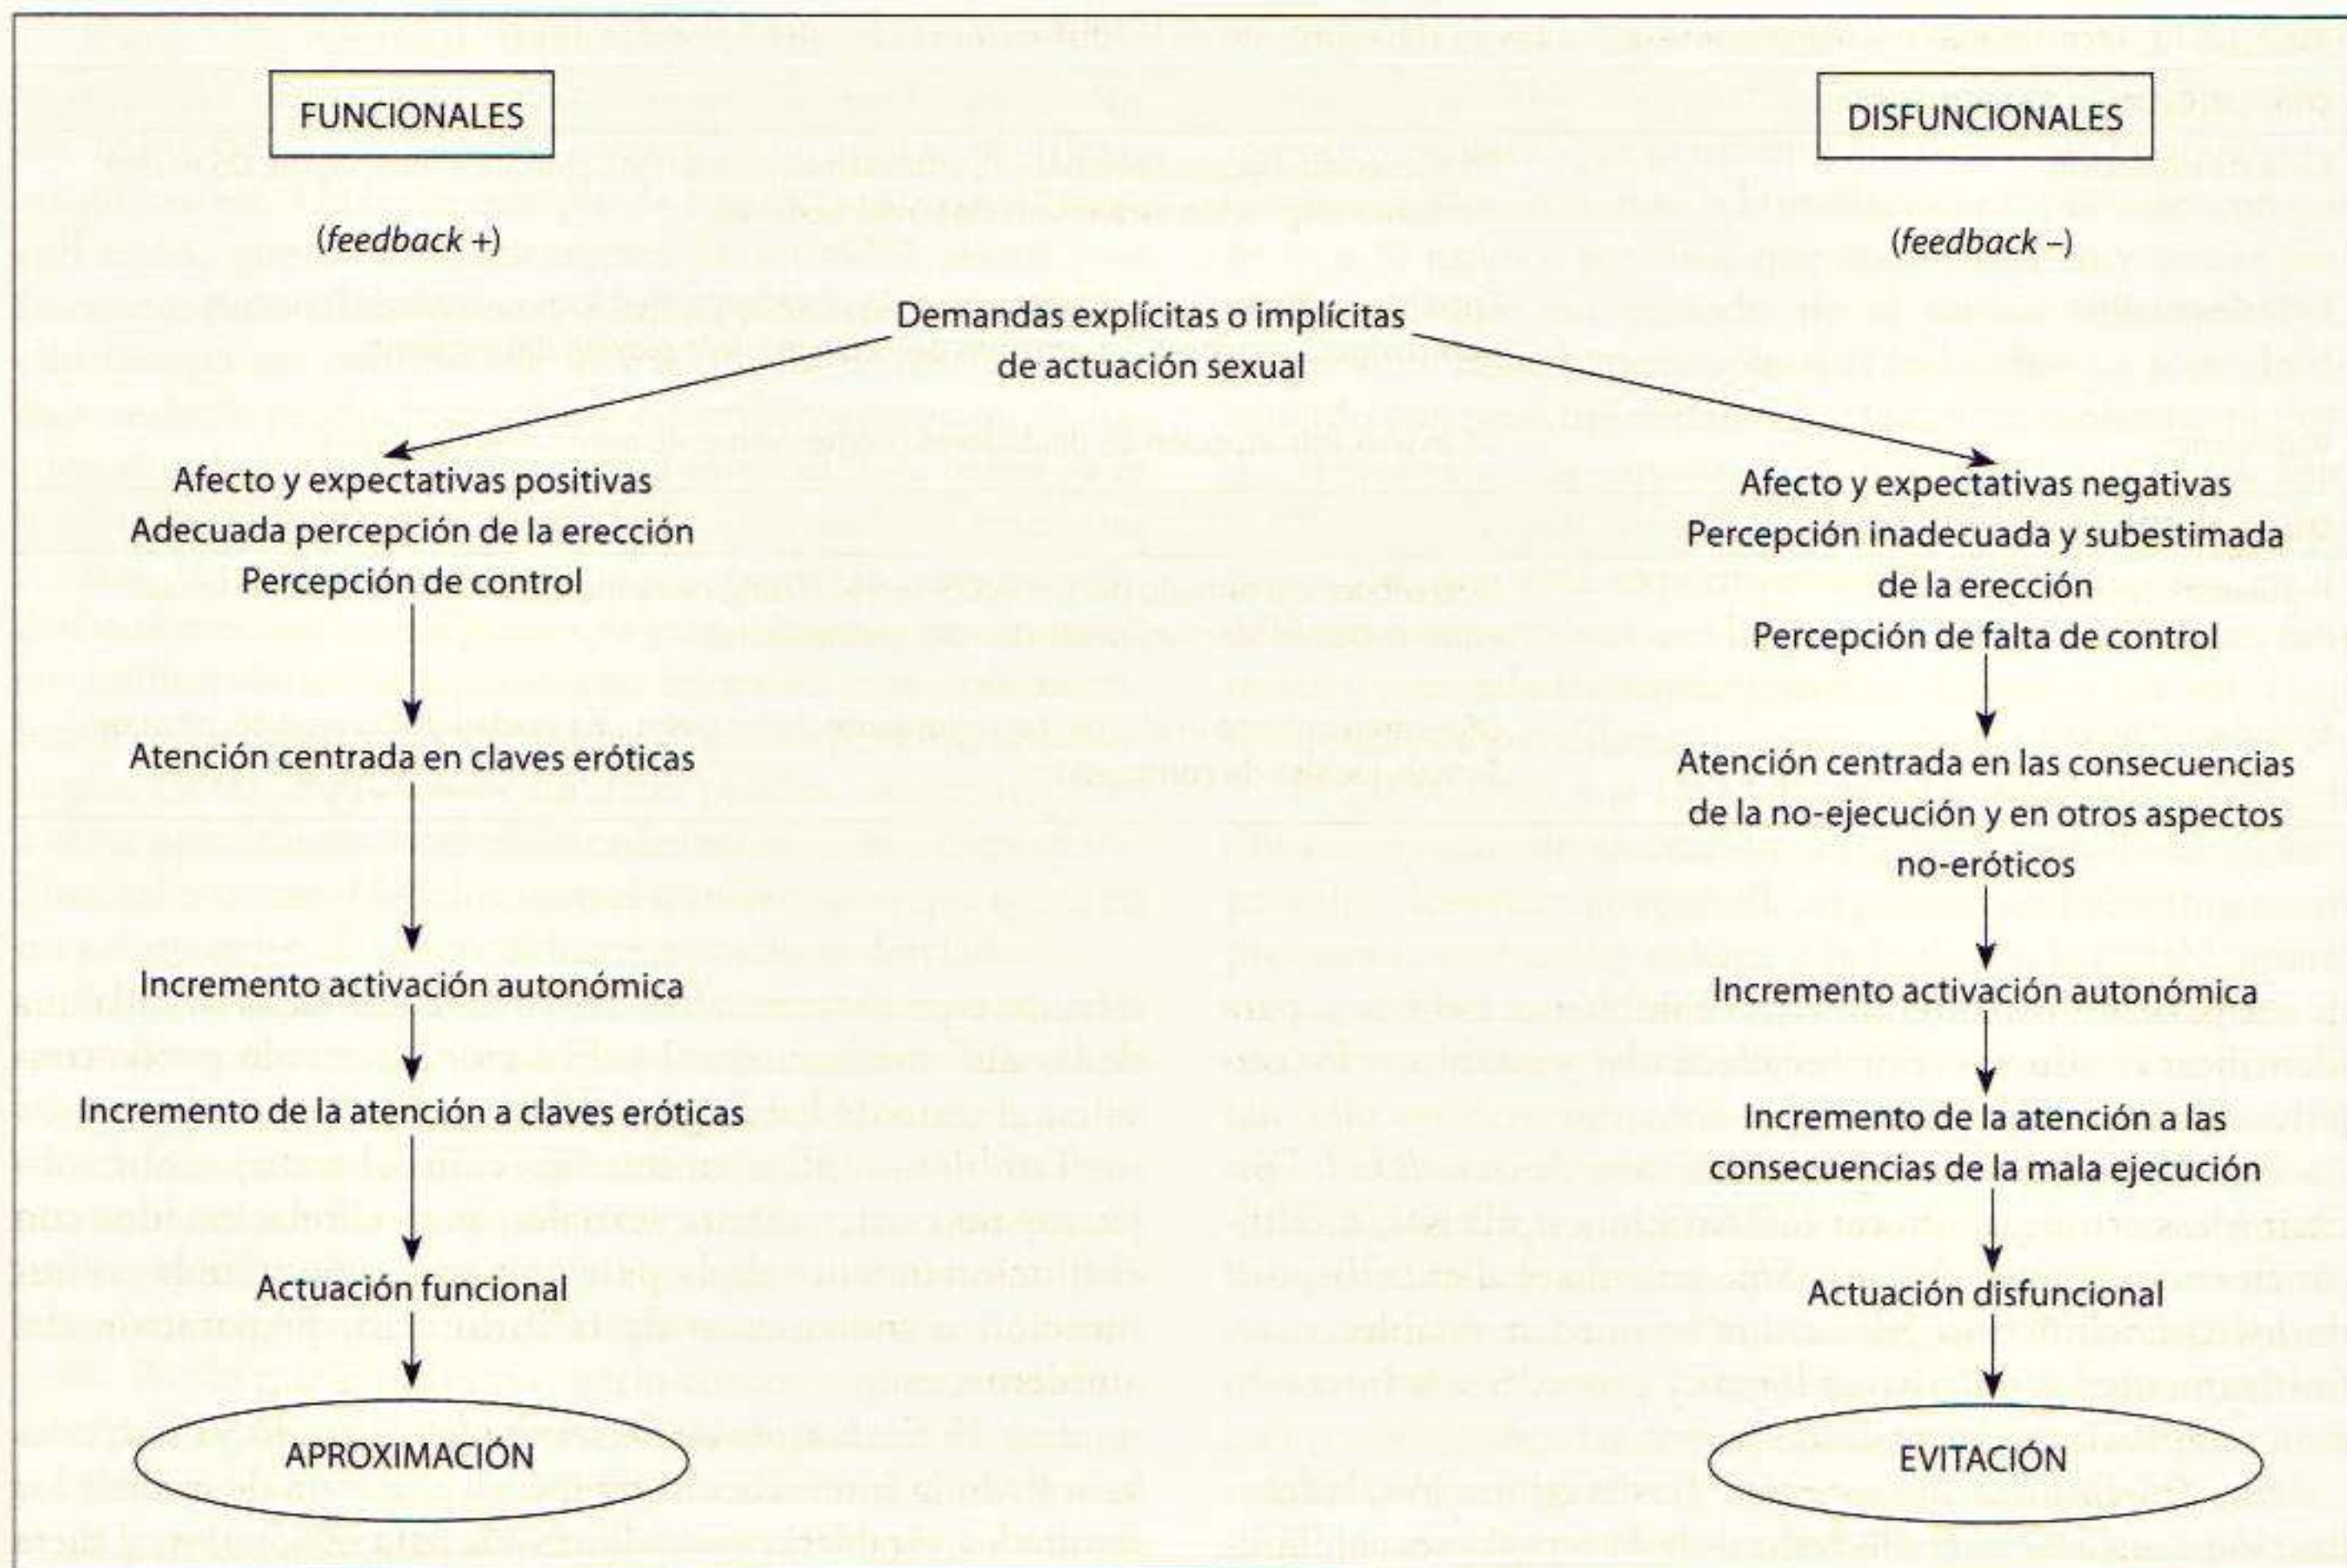 FUNCIONALES
(feedback +)
DISFUNCIONALES
(feedback –)
Demandas explícitas o implícitas
de actuación sexual
Afecto y expectativas positivas
Adecuada percepción de la erección
Percepción de control
Atención centrada en claves eróticas
Incremento activación autonómica
Incremento de la atención a claves eróticas
Actuación funcional
APROXIMACIÓN
Afecto y expectativas negativas
Percepción inadecuada y subestimada
de la erección
Percepción de falta de control
Atención centrada en las consecuencias
de la no-ejecución y en otros aspectos
no-eróticos
Incremento activación autonómica
Incremento de la atención a las
consecuencias de la mala ejecución
Actuación disfuncional
EVITACIÓN